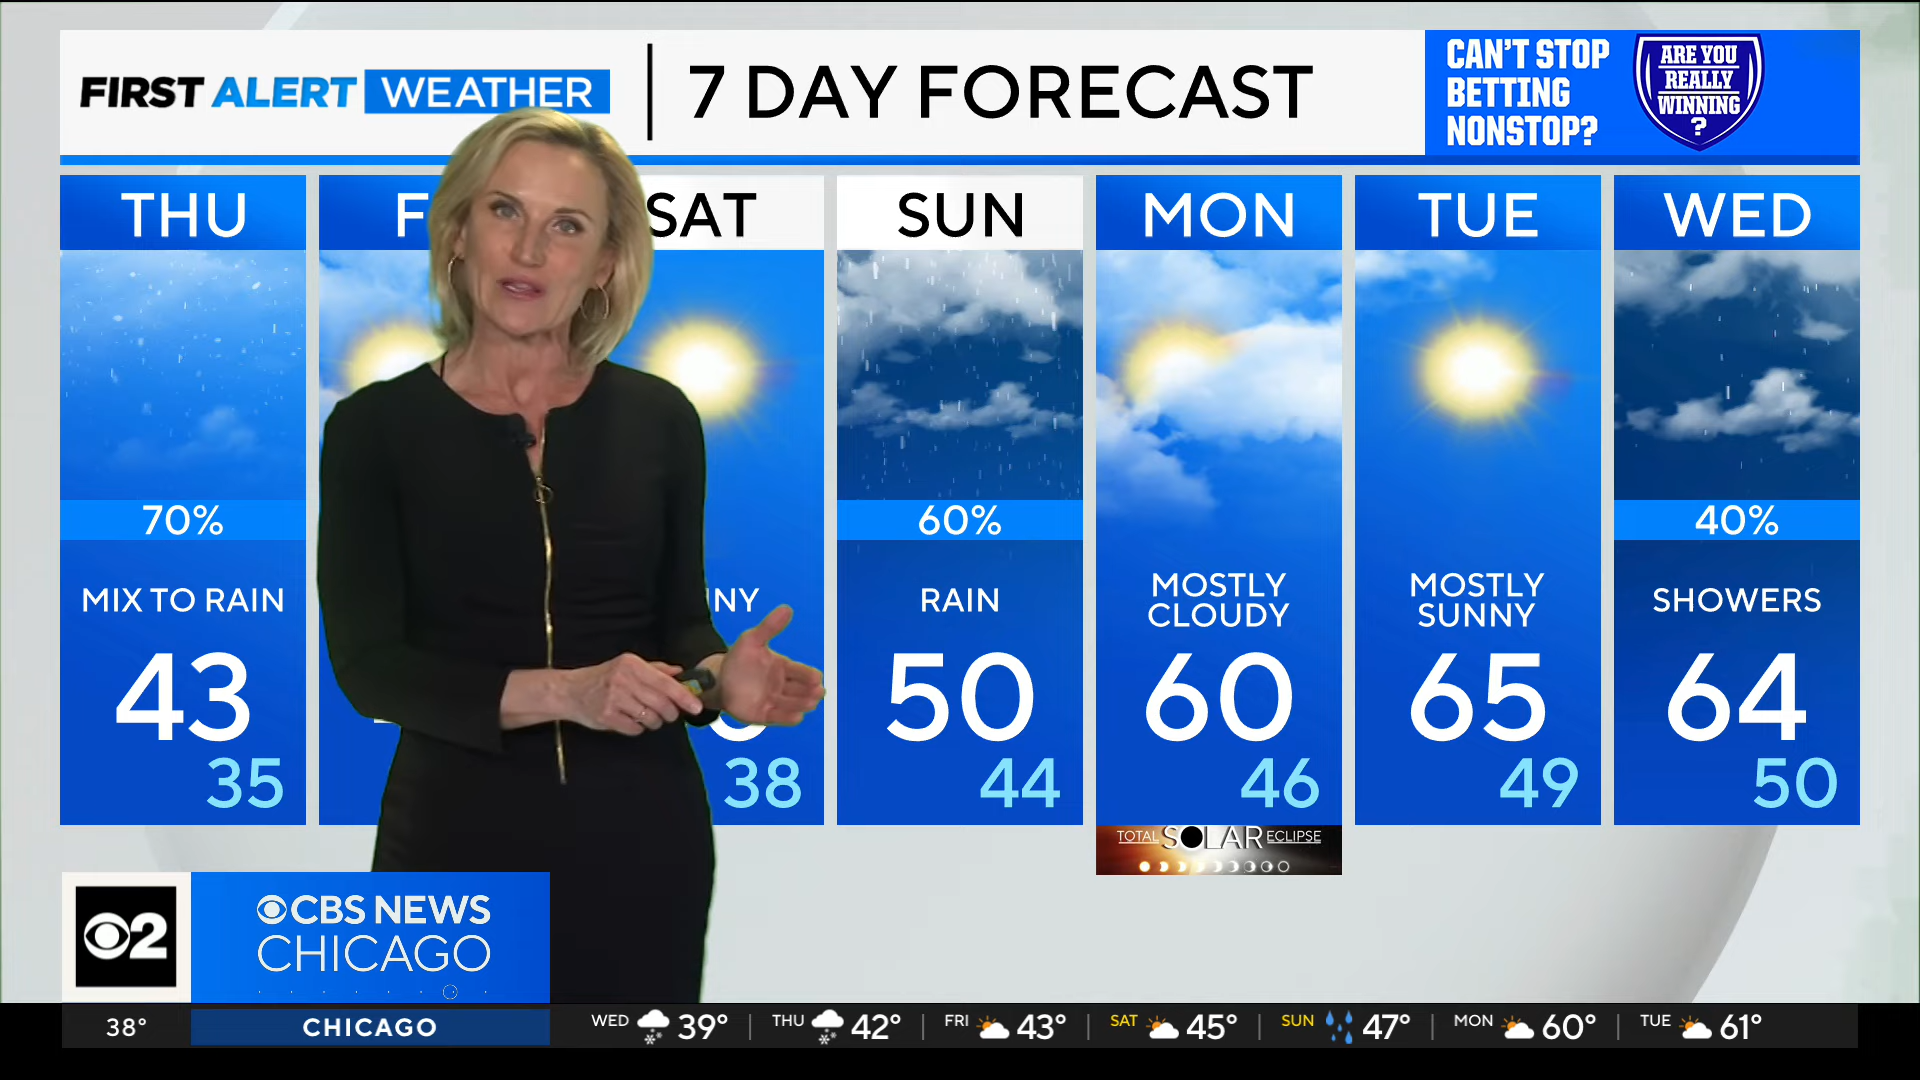 FIRST ALERT WEATHER
7 DAY FORECAST
CAN'T STOP
BETTING
NONSTOP?
ARE YOU
REALLY
WINNING
?
THU
70%
MIX TO RAIN
43
35
SAT
38
SUN
60%
RAIN
50
44
MON
MOSTLY
CLOUDY
60
46
TOTAL SOLAR ECLIPSE
TUE
MOSTLY
SUNNY
65
49
WED
40%
SHOWERS
64
50
2
CBS NEWS
CHICAGO
38° CHICAGO WED 39° THU 42° FRI 43° SAT 45° SUN 47° MON 60° TUE 61°